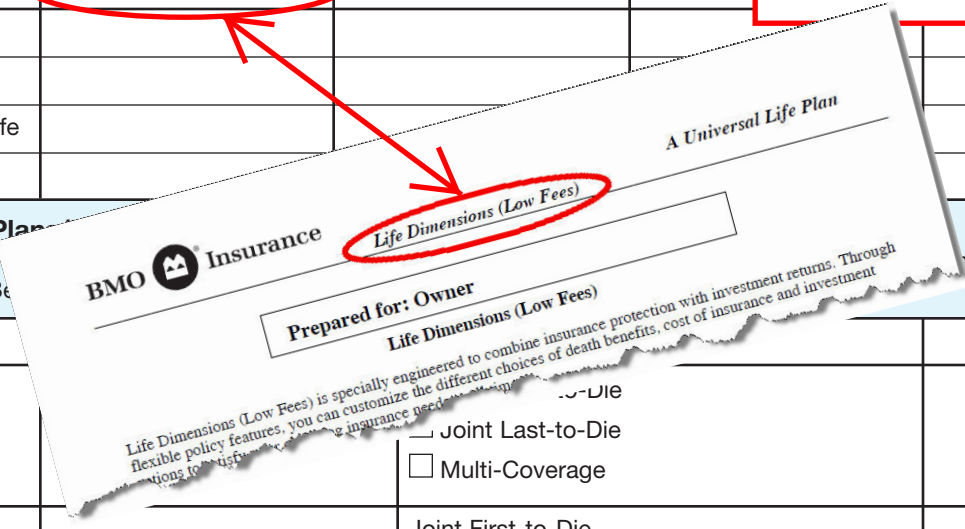 fe
A Universal Life Plan
Life Dimensions (Low Fees)
BMO Insurance
Prepared for: Owner
Life Dimensions (Low Fees)
Life Dimensions (Low Fees) is specially engineered to combine insurance protection with investment returns. Through
flexible policy features, you can customize the different choices of death benefits, cost of insurance and investment
insurance
Joint Last-to-Die
Multi-Coverage
Joint First-to-Die